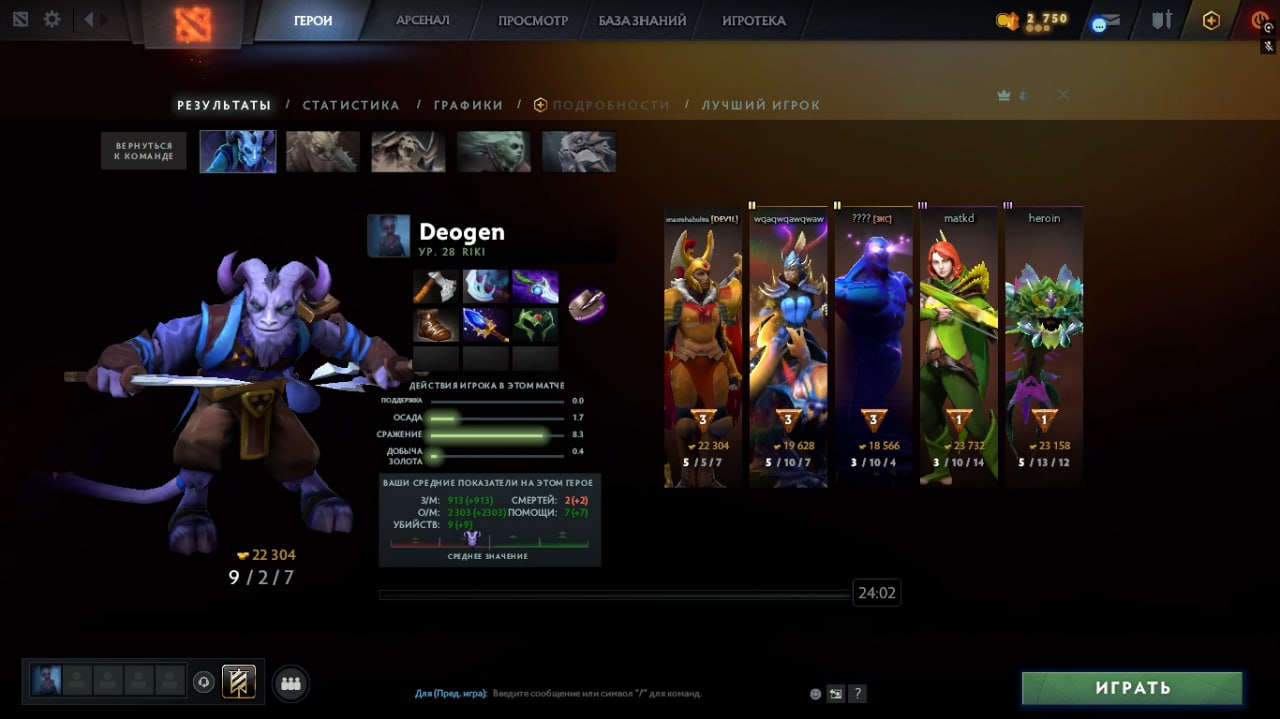 ГЕРОИ
АРСЕНАЛ
ПРОСМОТР
БАЗА ЗНАНИЙ
ИГРОТЕКА
2 750
РЕЗУЛЬТАТЫ / СТАТИСТИКА / ГРАФИКИ / ПОДРОБНОСТИ / ЛУЧШИЙ ИГРОК
ВЕРНУТЬСЯ
К КОМАНДЕ
Deogen
УР. 28 RIKI
ДЕЙСТВИЯ ИГРОКА В ЭТОМ МАТЧЕ
ПОДДЕРЖКА 0.0
ОСАДА 1.7
СРАЖЕНИЕ 8.3
ДОБЫЧА
ЗОЛОТА 0.4
ВАШИ СРЕДНИЕ ПОКАЗАТЕЛИ НА ЭТОМ ГЕРОЕ
З/М: 913 (+913) СМЕРТЕЙ: 2 (+2)
О/М: 2 303 (+2303) ПОМОЩИ: 7 (+7)
УБИЙСТВ: 9 (+9)
СРЕДНЕЕ ЗНАЧЕНИЕ
22 304
9 / 2 / 7
[DEV1L] wqaqwqawqwaw ???? [ЗКС] matkd heroin
3 3 3 1 1
22 304 19 628 18 566 23 732 23 158
5 / 5 / 7 5 / 10 / 7 3 / 10 / 4 3 / 10 / 14 5 / 13 / 12
24:02
Для (Пред. игра): Введите сообщение или символ "/" для команд.
?
ИГРАТЬ